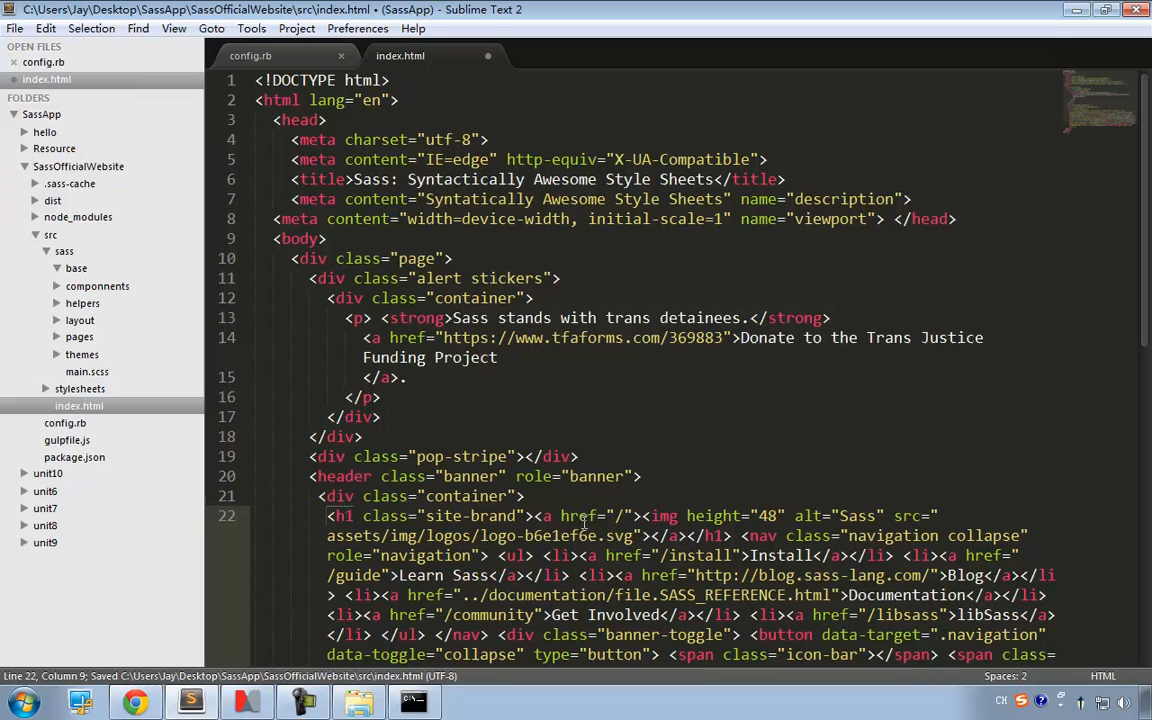 C:\Users\Jay\Desktop\SassApp\SassOfficialWebsite\src\index.html • (SassApp) - Sublime Text 2
File Edit Selection Find View Goto Tools Project Preferences Help
OPEN FILES
config.rb
index.html
FOLDERS
SassApp
hello
Resource
SassOfficialWebsite
.sass-cache
dist
node_modules
src
sass
base
componnents
helpers
layout
pages
themes
main.scss
stylesheets
index.html
config.rb
gulpfile.js
package.json
unit10
unit6
unit7
unit8
unit9
config.rb
index.html
1 <!DOCTYPE html>
2 <html lang="en">
3 <head>
4 <meta charset="utf-8">
5 <meta content="IE=edge" http-equiv="X-UA-Compatible">
6 <title>Sass: Syntactically Awesome Style Sheets</title>
7 <meta content="Syntatically Awesome Style Sheets" name="description">
8 <meta content="width=device-width, initial-scale=1" name="viewport"> </head>
9 <body>
10 <div class="page">
11 <div class="alert stickers">
12 <div class="container">
13 <p> <strong>Sass stands with trans detainees.</strong>
14 <a href="https://www.tfaforms.com/369883">Donate to the Trans Justice
Funding Project
15 </a>.
16 </p>
17 </div>
18 </div>
19 <div class="pop-stripe"></div>
20 <header class="banner" role="banner">
21 <div class="container">
22 <h1 class="site-brand"><a href="/"><img height="48" alt="Sass" src="
assets/img/logos/logo-b6e1ef6e.svg"></a></h1> <nav class="navigation collapse"
role="navigation"> <ul> <li><a href="/install">Install</a></li> <li><a href="
/guide">Learn Sass</a></li> <li><a href="http://blog.sass-lang.com/">Blog</a></li
> <li><a href="../documentation/file.SASS_REFERENCE.html">Documentation</a></li>
<li><a href="/community">Get Involved</a></li> <li><a href="/libsass">libSass</a>
</li> </ul> </nav> <div class="banner-toggle"> <button data-target=".navigation"
data-toggle="collapse" type="button"> <span class="icon-bar"></span> <span class=
Line 22, Column 9; Saved C:\Users\Jay\Desktop\SassApp\SassOfficialWebsite\src\index.html (UTF-8)
Spaces: 2
HTML
CH